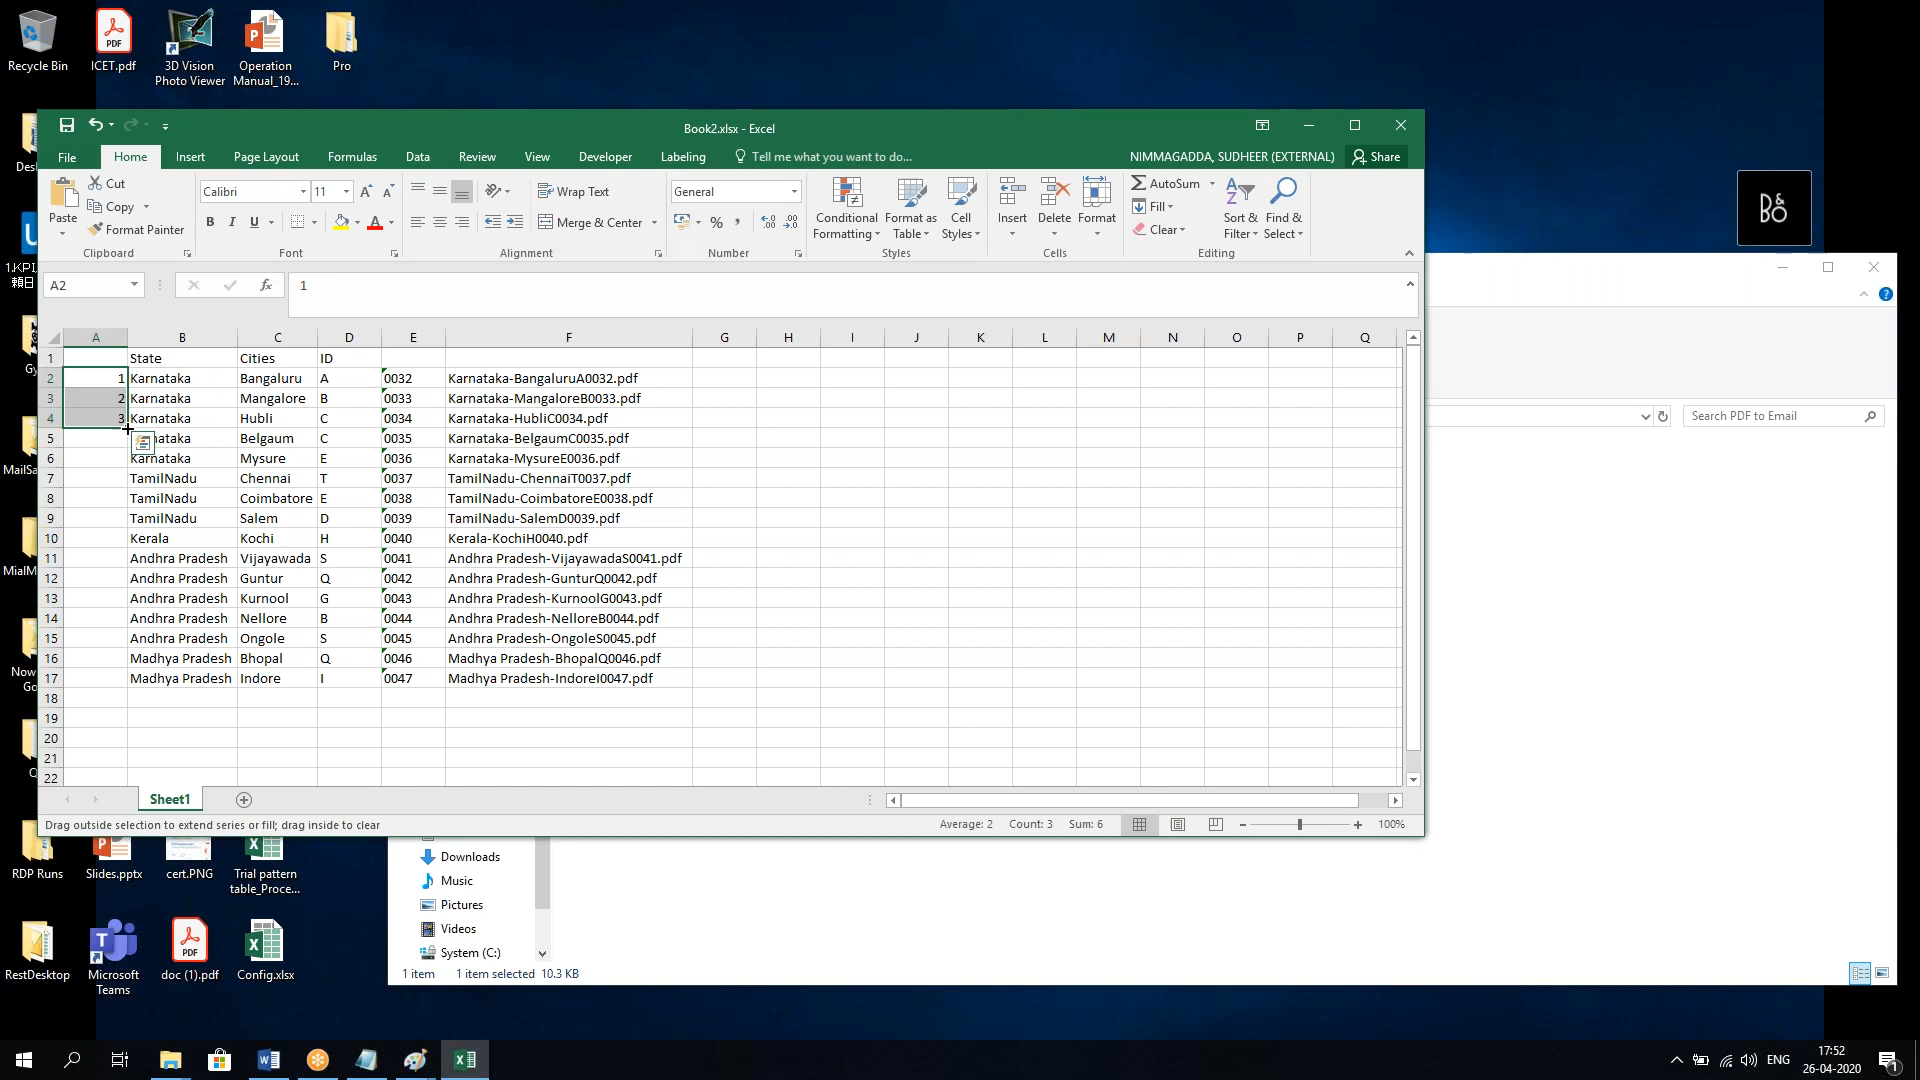 Recycle Bin
ICET.pdf
3D Vision
Photo Viewer
Operation
Manual_19...
Pro
Book2.xlsx - Excel
File Home Insert Page Layout Formulas Data Review View Developer Labeling Tell me what you want to do...
NIMMAGADDA, SUDHEER (EXTERNAL) Share
Paste
Cut
Copy
Format Painter
Clipboard
Calibri 11
B I U
Font
Wrap Text
Merge & Center
Alignment
General
Number
Conditional
Formatting
Format as
Table
Cell
Styles
Styles
Insert Delete Format
Cells
AutoSum
Fill
Clear
Sort &
Filter
Find &
Select
Editing
A2 fx 1
A B C D E F G H I J K L M N O P Q
1 State Cities ID
2 1 Karnataka Bangaluru A 0032 Karnataka-BangaluruA0032.pdf
3 2 Karnataka Mangalore B 0033 Karnataka-MangaloreB0033.pdf
4 3 Karnataka Hubli C 0034 Karnataka-HubliC0034.pdf
5 nataka Belgaum C 0035 Karnataka-BelgaumC0035.pdf
6 Karnataka Mysure E 0036 Karnataka-MysureE0036.pdf
7 TamilNadu Chennai T 0037 TamilNadu-ChennaiT0037.pdf
8 TamilNadu Coimbatore E 0038 TamilNadu-CoimbatoreE0038.pdf
9 TamilNadu Salem D 0039 TamilNadu-SalemD0039.pdf
10 Kerala Kochi H 0040 Kerala-KochiH0040.pdf
11 Andhra Pradesh Vijayawada S 0041 Andhra Pradesh-VijayawadaS0041.pdf
12 Andhra Pradesh Guntur Q 0042 Andhra Pradesh-GunturQ0042.pdf
13 Andhra Pradesh Kurnool G 0043 Andhra Pradesh-KurnoolG0043.pdf
14 Andhra Pradesh Nellore B 0044 Andhra Pradesh-NelloreB0044.pdf
15 Andhra Pradesh Ongole S 0045 Andhra Pradesh-OngoleS0045.pdf
16 Madhya Pradesh Bhopal Q 0046 Madhya Pradesh-BhopalQ0046.pdf
17 Madhya Pradesh Indore I 0047 Madhya Pradesh-IndoreI0047.pdf
18
19
20
21
22
Sheet1
Drag outside selection to extend series or fill; drag inside to clear
Average: 2 Count: 3 Sum: 6 100%
B&O
Search PDF to Email
Des
1.KPI
賴日
Gy
MailSa
MialM
Now
Go
Q
RDP Runs
Slides.pptx
cert.PNG
Trial pattern
table_Proce...
RestDesktop
Microsoft
Teams
doc (1).pdf
Config.xlsx
Downloads
Music
Pictures
Videos
System (C:)
1 item 1 item selected 10.3 KB
ENG
17:52
26-04-2020
1